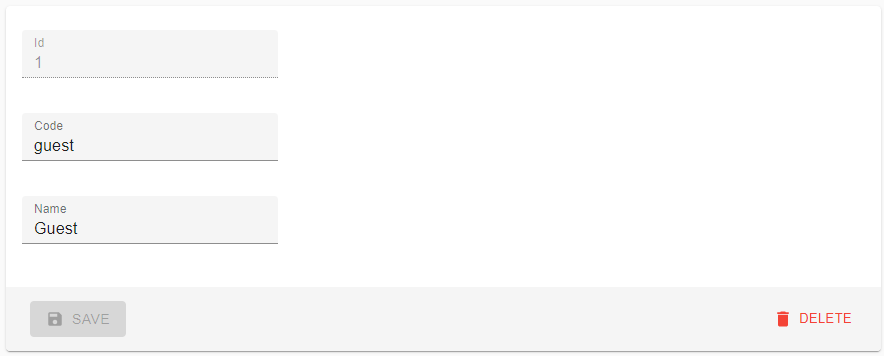 Id
1
Code
guest
Name
Guest
SAVE
DELETE